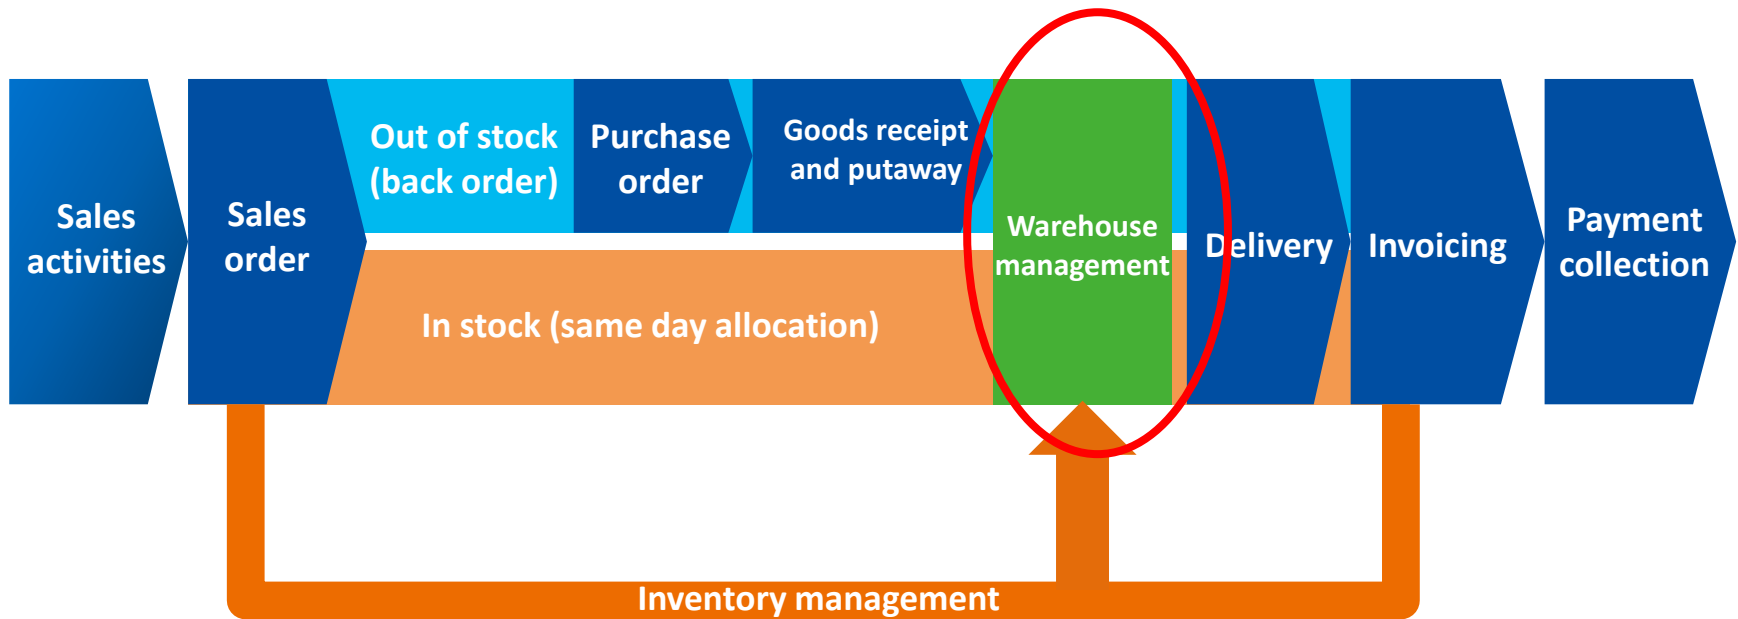 Sales
activities
Sales
order
Out of stock
(back order)
Purchase
order
Goods receipt
and putaway
In stock (same day allocation)
Warehouse
management
Delivery
Invoicing
Payment
collection
Inventory management